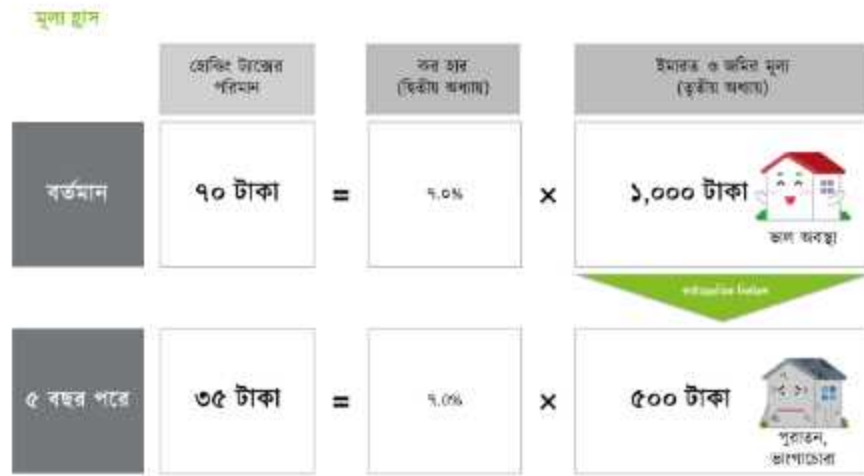 মূল্য হ্রাস
হোল্ডিং ট্যাক্সের পরিমান
কর হার (দ্বিতীয় অধ্যায়)
ইমারত ও জমির মূল্য (তৃতীয় অধ্যায়)
বর্তমান
৭০ টাকা
=
৭.০%
×
১,০০০ টাকা
ভাল অবস্থা
৫ বছর পরে
৩৫ টাকা
=
৭.০%
×
৫০০ টাকা
পুরাতন,
ভাংগাচোরা